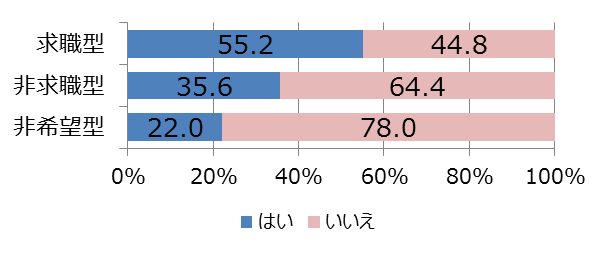 求職型 55.2 44.8
非求職型 35.6 64.4
非希望型 22.0 78.0
0% 20% 40% 60% 80% 100%
はい いいえ